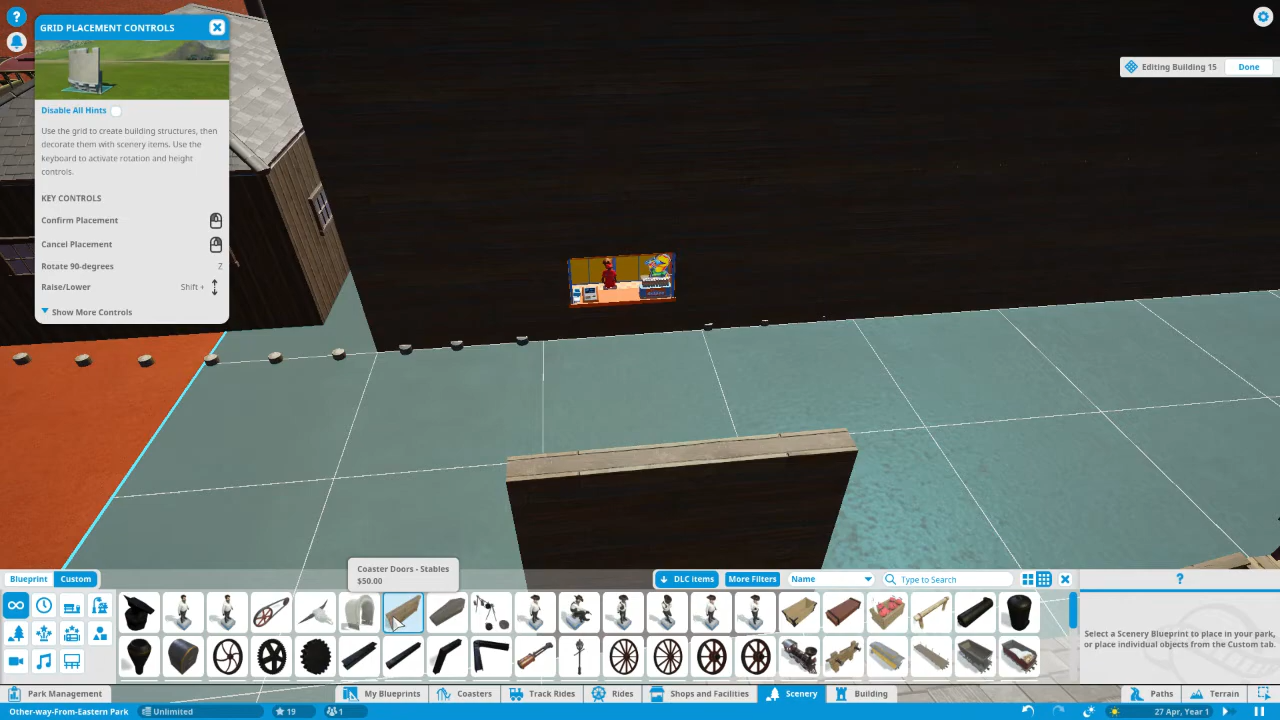 GRID PLACEMENT CONTROLS
Disable All Hints
Use the grid to create building structures, then
decorate them with scenery items. Use the
keyboard to activate rotation and height
controls.
KEY CONTROLS
Confirm Placement
Cancel Placement
Rotate 90-degrees Z
Raise/Lower Shift +
Show More Controls
Editing Building 15 Done
Coaster Doors - Stables
$50.00
Blueprint Custom
DLC items More Filters Name Type to Search
Select a Scenery Blueprint to place in your park,
or place individual objects from the Custom tab.
Park Management My Blueprints Coasters Track Rides Rides Shops and Facilities Scenery Building Paths Terrain
Other-way-From-Eastern Park Unlimited 19 1 27 Apr, Year 1